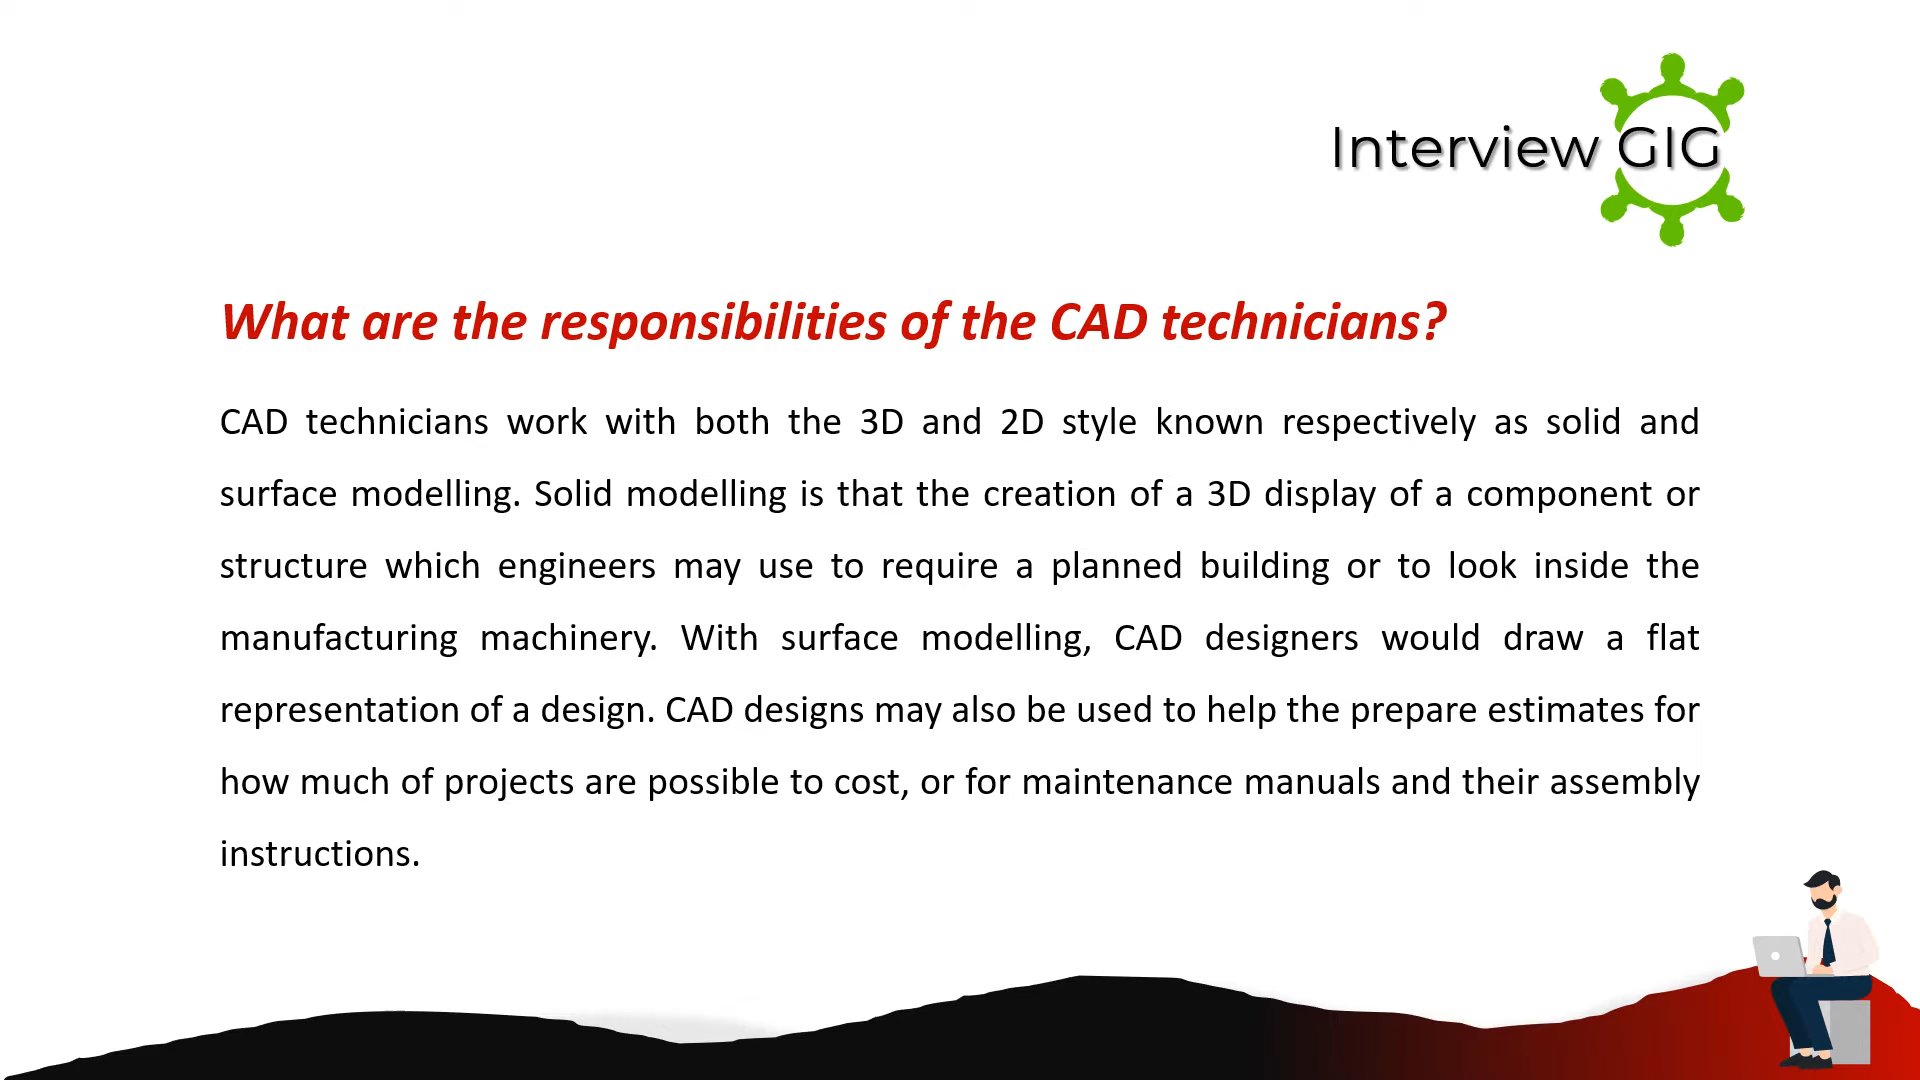 Interview GIG
What are the responsibilities of the CAD technicians?
CAD technicians work with both the 3D and 2D style known respectively as solid and
surface modelling. Solid modelling is that the creation of a 3D display of a component or
structure which engineers may use to require a planned building or to look inside the
manufacturing machinery. With surface modelling, CAD designers would draw a flat
representation of a design. CAD designs may also be used to help the prepare estimates for
how much of projects are possible to cost, or for maintenance manuals and their assembly
instructions.